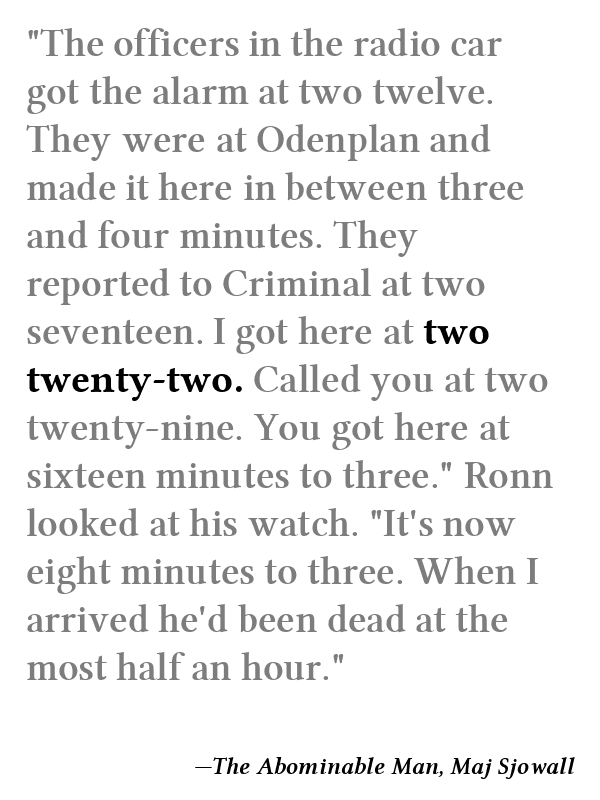 "The officers in the radio car
got the alarm at two twelve.
They were at Odenplan and
made it here in between three
and four minutes. They
reported to Criminal at two
seventeen. I got here at two
twenty-two. Called you at two
twenty-nine. You got here at
sixteen minutes to three." Ronn
looked at his watch. "It's now
eight minutes to three. When I
arrived he'd been dead at the
most half an hour."
—The Abominable Man, Maj Sjowall